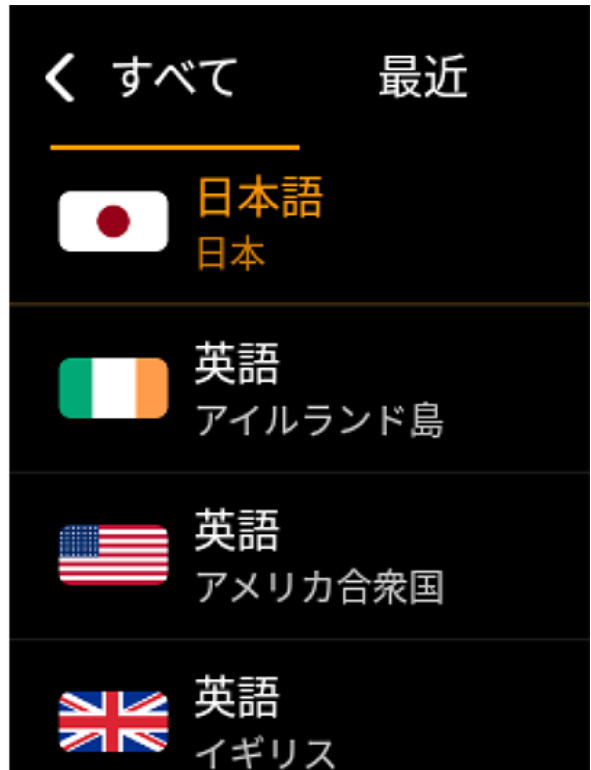 すべて 最近
日本語
日本
英語
アイルランド島
英語
アメリカ合衆国
英語
イギリス